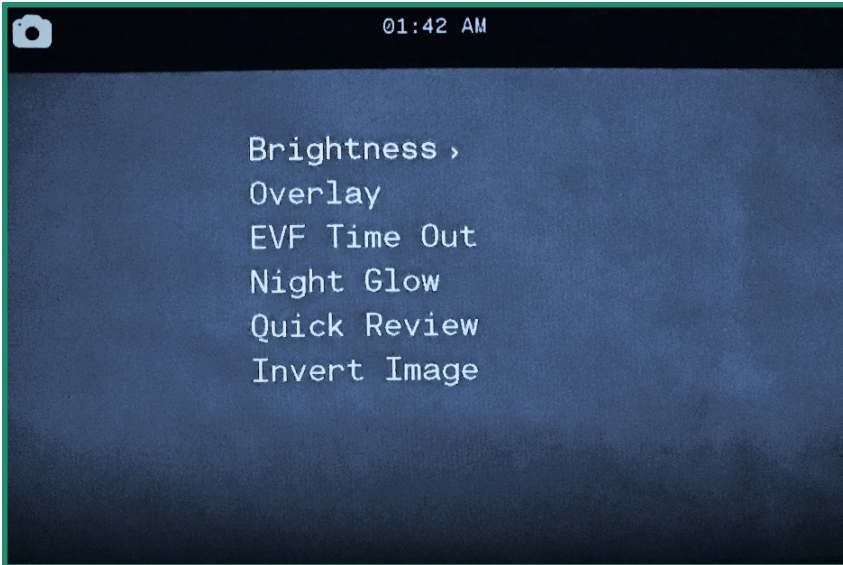 01:42 AM
Brightness ›
Overlay
EVF Time Out
Night Glow
Quick Review
Invert Image